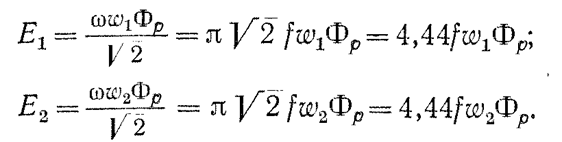 E₁ = ωw₁Φₚ/√2 = π√2 fw₁Φₚ = 4,44fw₁Φₚ;
E₂ = ωw₂Φₚ/√2 = π√2 fw₂Φₚ = 4,44fw₂Φₚ.